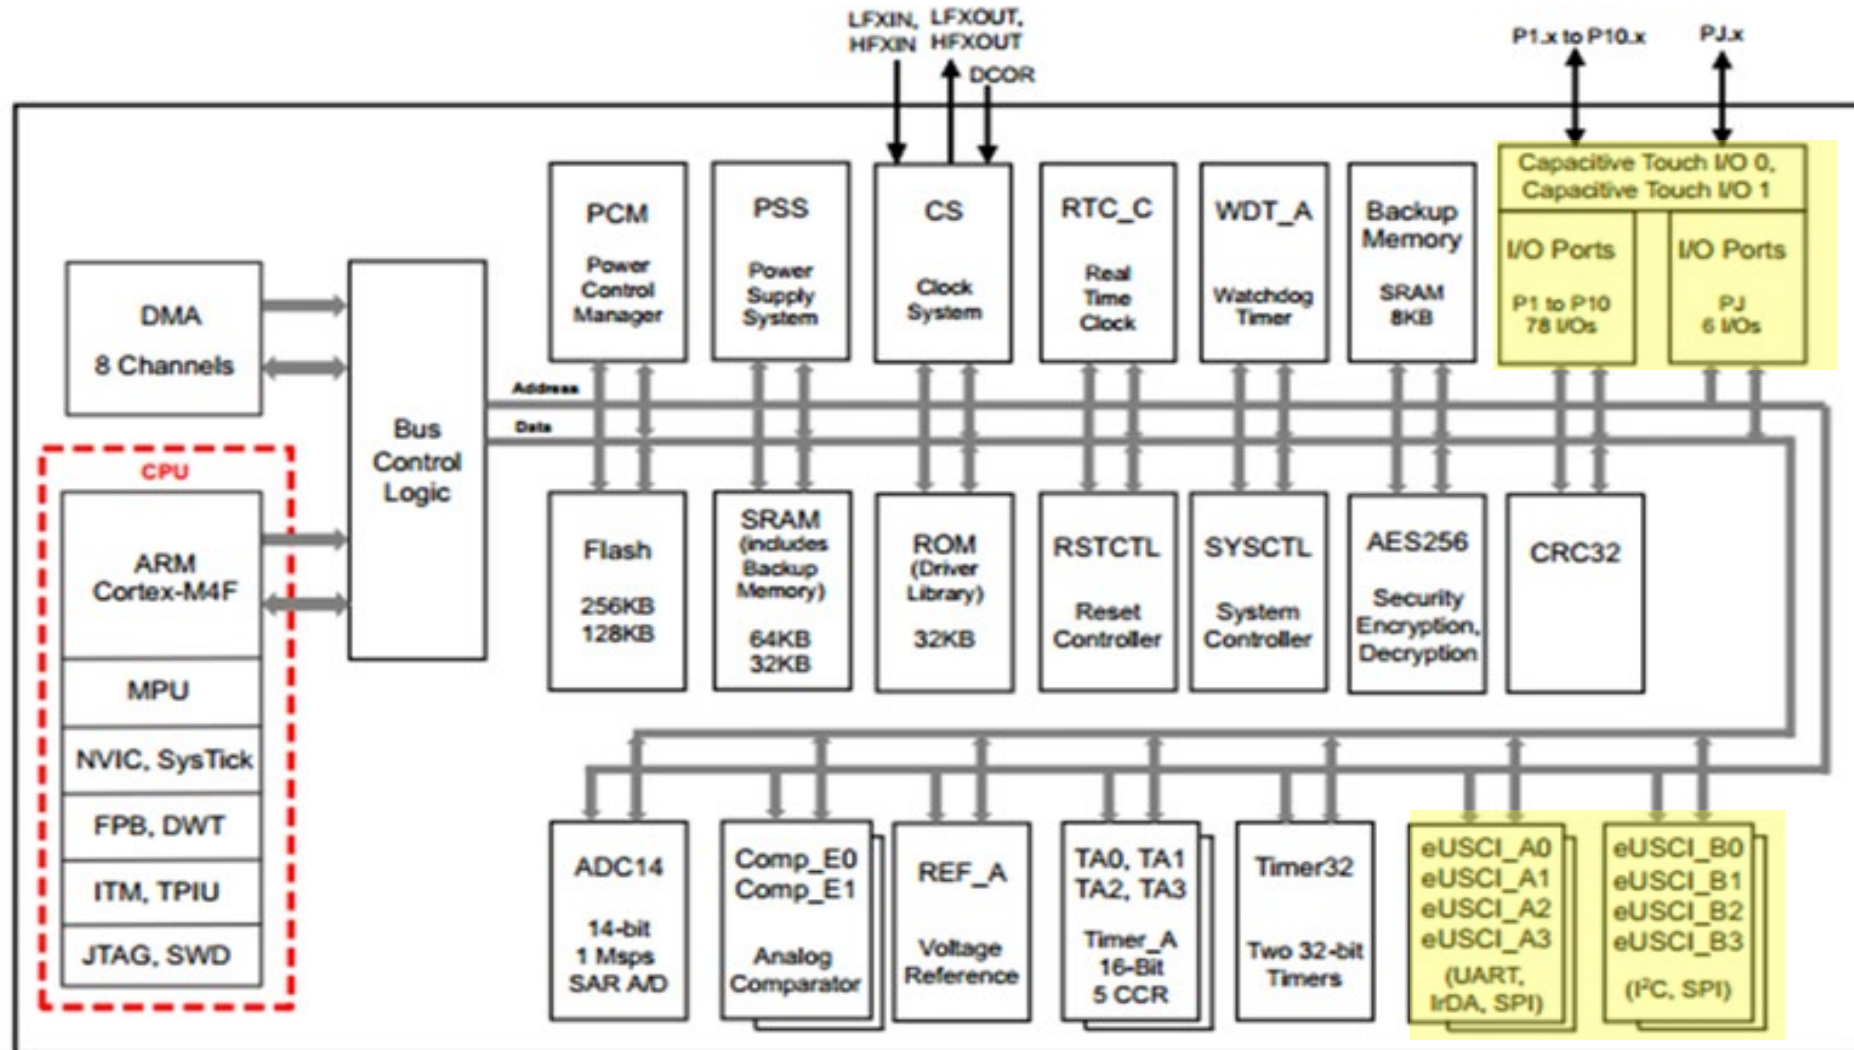 LFXIN,
HFXIN
LFXOUT,
HFXOUT
DCOR
P1.x to P10.x
PJ.x
PCM
Power
Control
Manager
PSS
Power
Supply
System
CS
Clock
System
RTC_C
Real
Time
Clock
WDT_A
Watchdog
Timer
Backup
Memory
SRAM
8KB
Capacitive Touch I/O 0,
Capacitive Touch I/O 1
I/O Ports
P1 to P10
78 I/Os
I/O Ports
PJ
6 I/Os
DMA
8 Channels
Bus
Control
Logic
Address
Data
CPU
ARM
Cortex-M4F
MPU
NVIC, SysTick
FPB, DWT
ITM, TPIU
JTAG, SWD
Flash
256KB
128KB
SRAM
(includes
Backup
Memory)
64KB
32KB
ROM
(Driver
Library)
32KB
RSTCTL
Reset
Controller
SYSCTL
System
Controller
AES256
Security
Encryption,
Decryption
CRC32
ADC14
14-bit
1 Msps
SAR A/D
Comp_E0
Comp_E1
Analog
Comparator
REF_A
Voltage
Reference
TA0, TA1
TA2, TA3
Timer_A
16-Bit
5 CCR
Timer32
Two 32-bit
Timers
eUSCI_A0
eUSCI_A1
eUSCI_A2
eUSCI_A3
(UART,
IrDA, SPI)
eUSCI_B0
eUSCI_B1
eUSCI_B2
eUSCI_B3
(I²C, SPI)